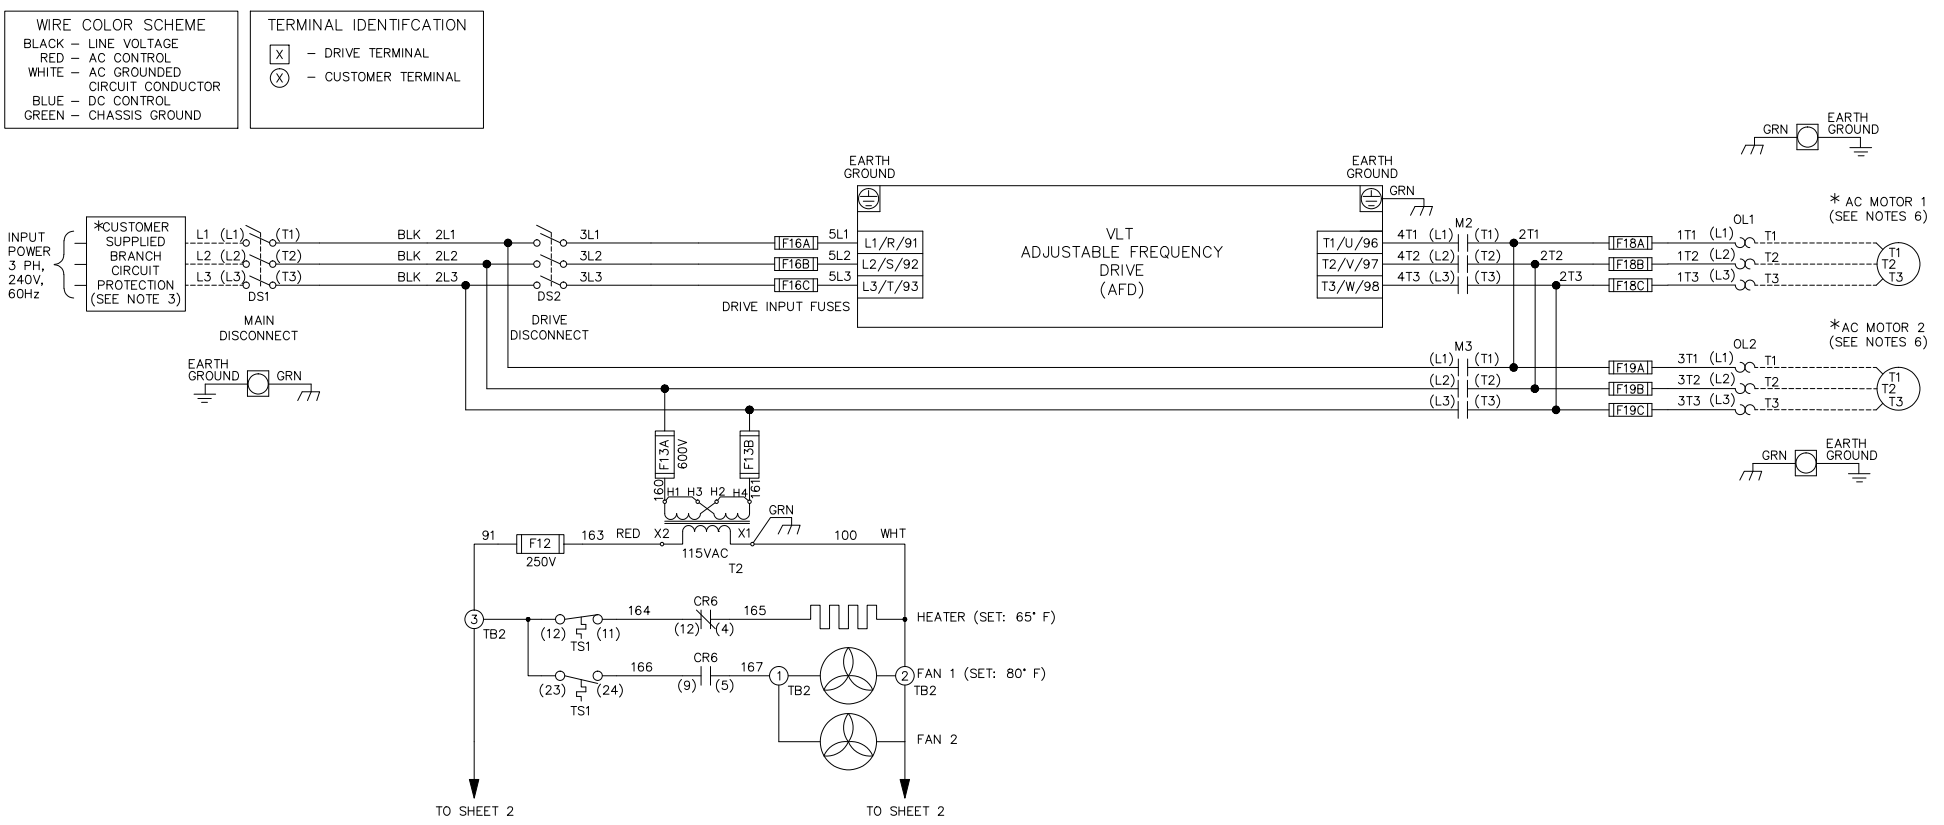 WIRE COLOR SCHEME
BLACK – LINE VOLTAGE
RED – AC CONTROL
WHITE – AC GROUNDED
CIRCUIT CONDUCTOR
BLUE – DC CONTROL
GREEN – CHASSIS GROUND
TERMINAL IDENTIFCATION
X – DRIVE TERMINAL
X – CUSTOMER TERMINAL
GRN EARTH
GROUND
EARTH
GROUND
EARTH
GROUND
GRN
INPUT
POWER
3 PH,
240V,
60Hz
*CUSTOMER
SUPPLIED
BRANCH
CIRCUIT
PROTECTION
(SEE NOTE 3)
L1 (L1) (T1) BLK 2L1 3L1 F16A 5L1 L1/R/91
L2 (L2) (T2) BLK 2L2 3L2 F16B 5L2 L2/S/92
L3 (L3) (T3) BLK 2L3 3L3 F16C 5L3 L3/T/93
DS1
MAIN
DISCONNECT
DS2
DRIVE
DISCONNECT
DRIVE INPUT FUSES
VLT
ADJUSTABLE FREQUENCY
DRIVE
(AFD)
M2
OL1
* AC MOTOR 1
(SEE NOTES 6)
T1/U/96 4T1 (L1) (T1) 2T1 F18A 1T1 (L1) T1 T1
T2/V/97 4T2 (L2) (T2) 2T2 F18B 1T2 (L2) T2 T2
T3/W/98 4T3 (L3) (T3) 2T3 F18C 1T3 (L3) T3 T3
EARTH
GROUND GRN
M3
OL2
*AC MOTOR 2
(SEE NOTES 6)
(L1) (T1) F19A 3T1 (L1) T1 T1
(L2) (T2) F19B 3T2 (L2) T2 T2
(L3) (T3) F19C 3T3 (L3) T3 T3
GRN EARTH
GROUND
F13A
600V
F13B
160 H1 H3 H2 H4 161
GRN
91 F12 163 RED X2 X1 100 WHT
250V
115VAC
T2
3
TB2
(12) (11)
TS1
164
CR6
(12) (4)
165
HEATER (SET: 65° F)
(23) (24)
TS1
166
CR6
(9) (5)
167
1
TB2
2
TB2
FAN 1 (SET: 80° F)
FAN 2
TO SHEET 2
TO SHEET 2